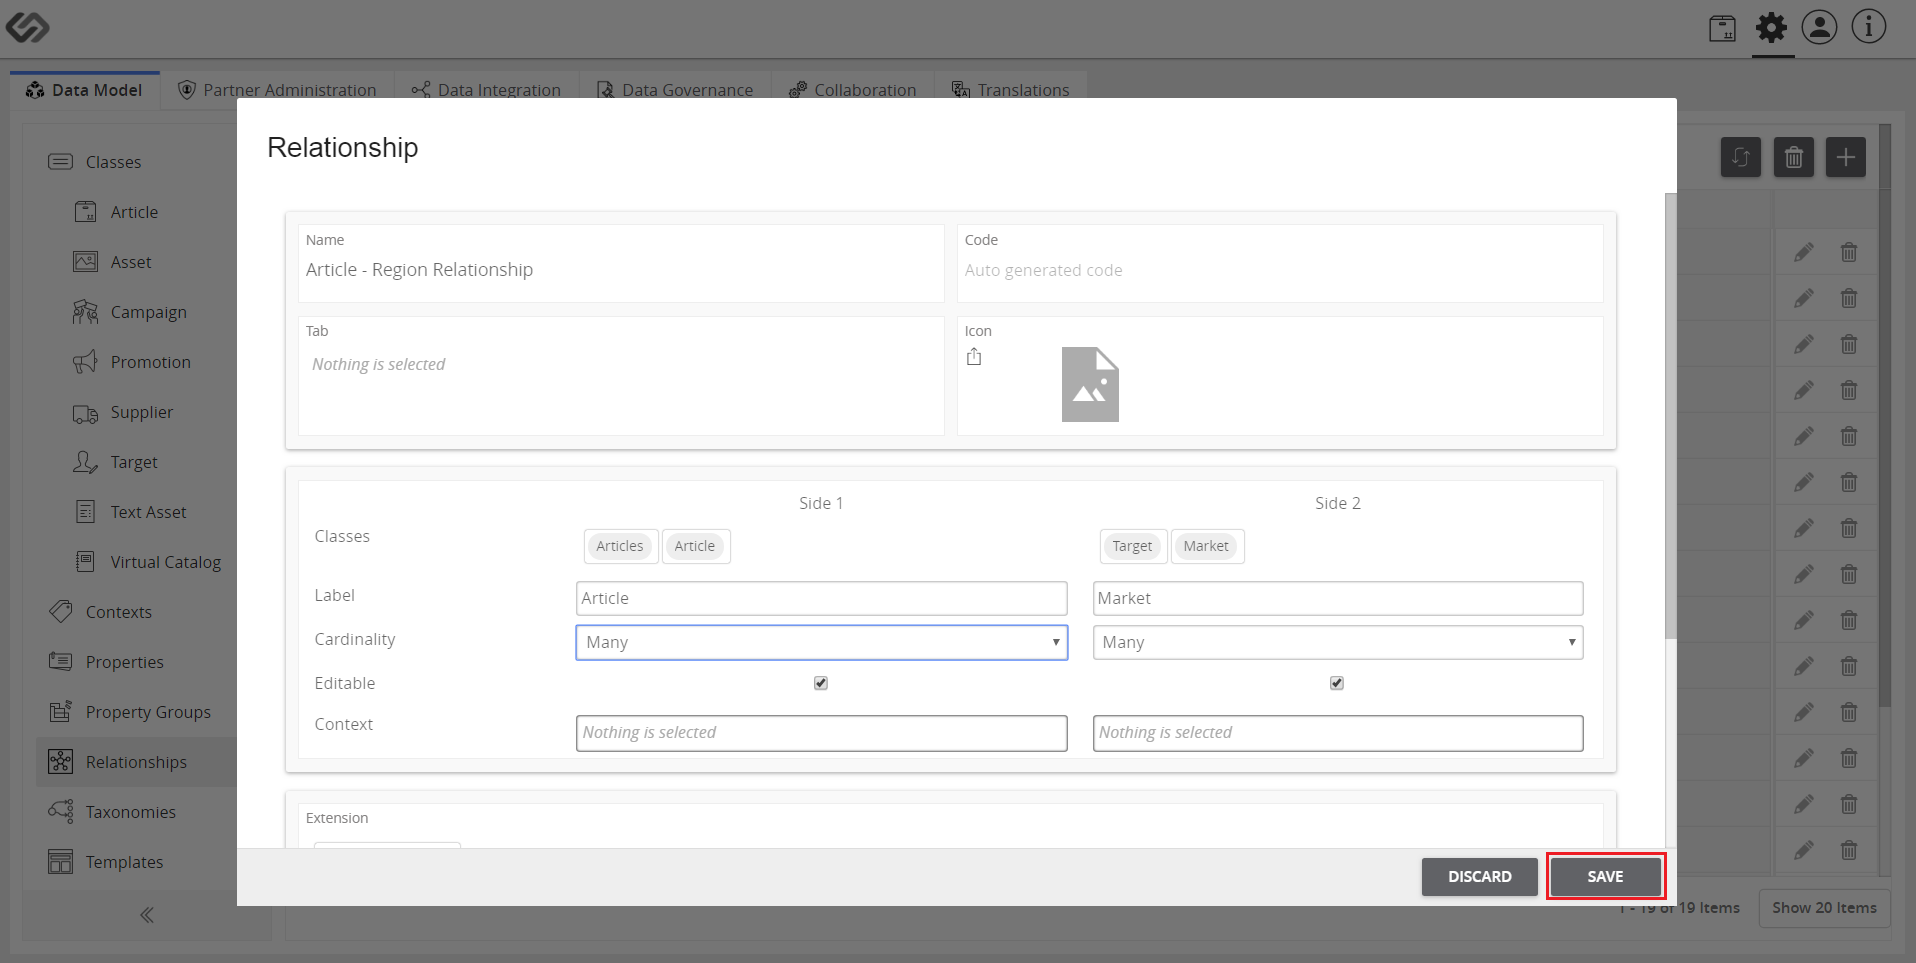 Data Model Partner Administration Data Integration Data Governance Collaboration Translations
Relationship
Classes
Article
Asset
Campaign
Promotion
Supplier
Target
Text Asset
Virtual Catalog
Contexts
Properties
Property Groups
Relationships
Taxonomies
Templates
Name
Article - Region Relationship
Code
Auto generated code
Tab
Nothing is selected
Icon
Side 1 Side 2
Classes Articles Article Target Market
Label Article Market
Cardinality Many Many
Editable
Context Nothing is selected Nothing is selected
Extension
DISCARD SAVE
1 - 19 of 19 Items Show 20 Items